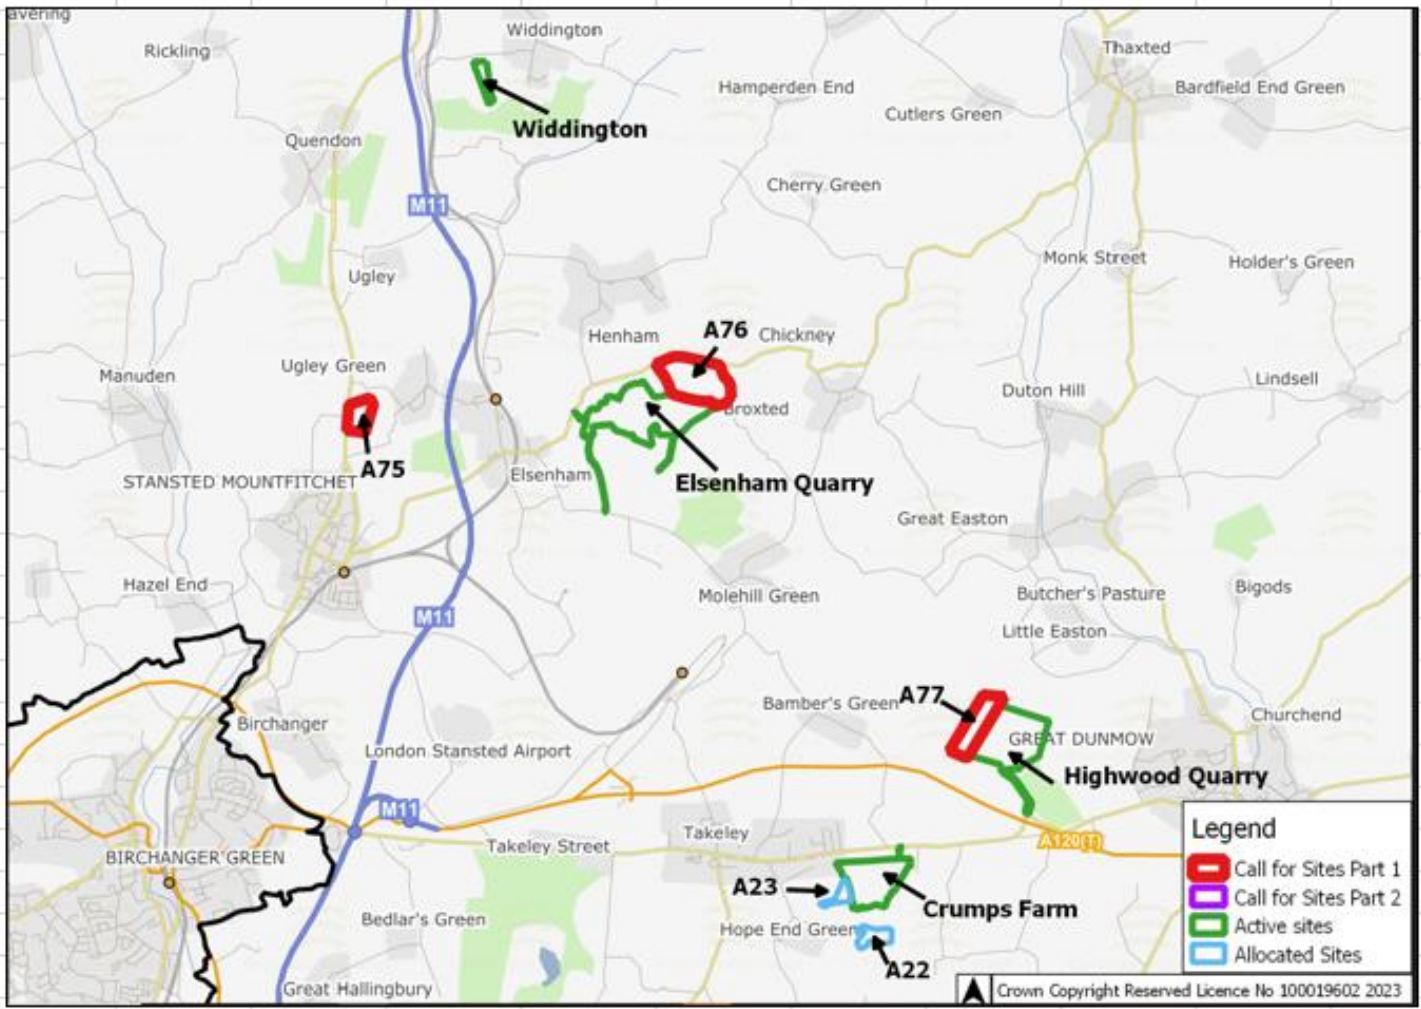 avering
Widdington
Rickling
Thaxted
Hamperden End
Bardfield End Green
Cutlers Green
Widdington
Quendon
Cherry Green
M11
Monk Street
Holder's Green
Ugley
A76
Henham
Chickney
Ugley Green
Manuden
Lindsell
Duton Hill
Broxted
A75
Elsenham
STANSTED MOUNTFITCHET
Elsenham Quarry
Great Easton
Hazel End
Bigods
Molehill Green
Butcher's Pasture
M11
Little Easton
A77
Bamber's Green
Churchend
Birchanger
GREAT DUNMOW
London Stansted Airport
Highwood Quarry
M11
Takeley
A120(T)
Takeley Street
BIRCHANGER GREEN
A23
Crumps Farm
Bedlar's Green
Hope End Green
A22
Great Hallingbury
Legend
Call for Sites Part 1
Call for Sites Part 2
Active sites
Allocated Sites
Crown Copyright Reserved Licence No 100019602 2023